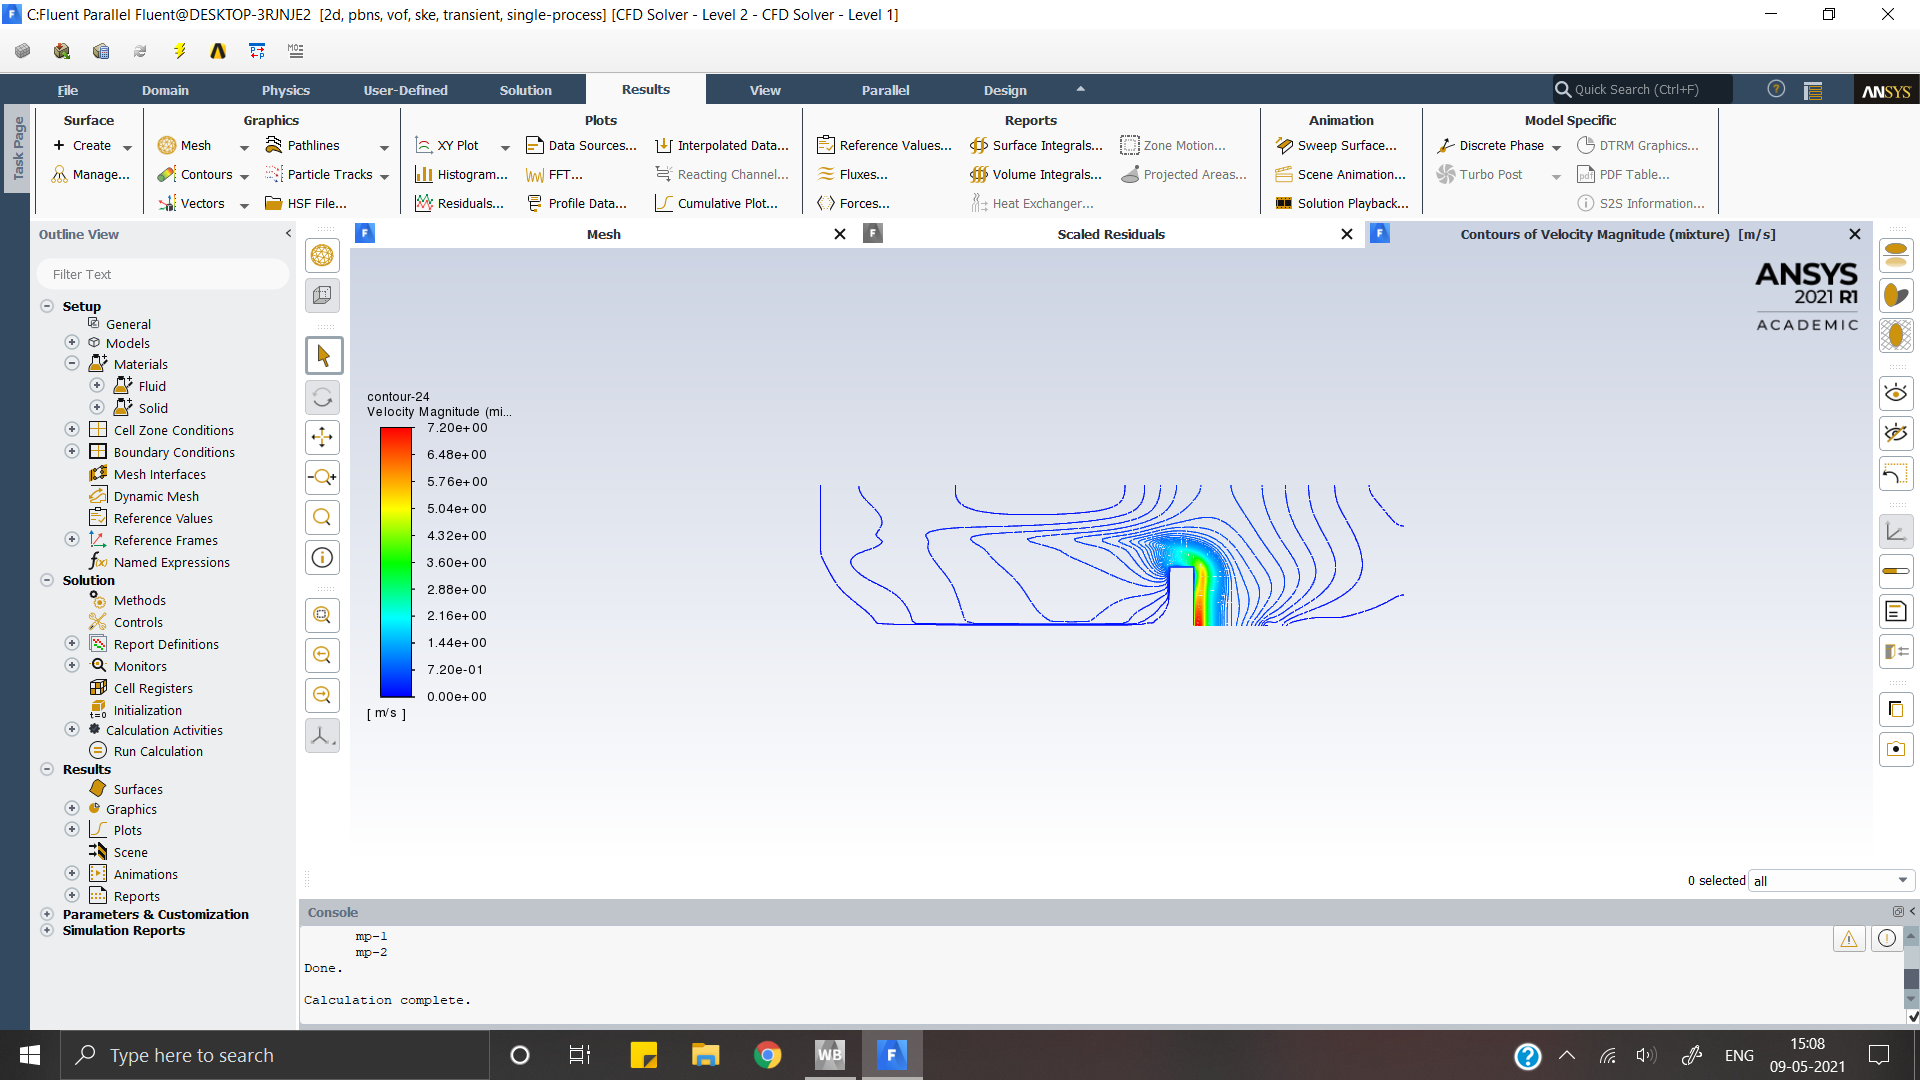 C:Fluent Parallel Fluent@DESKTOP-3RJNJE2 [2d, pbns, vof, ske, transient, single-process] [CFD Solver - Level 2 - CFD Solver - Level 1]
File Domain Physics User-Defined Solution Results View Parallel Design Quick Search (Ctrl+F) ANSYS
Task Page
Surface Graphics Plots Reports Animation Model Specific
Create Mesh Pathlines XY Plot Data Sources... Interpolated Data... Reference Values... Surface Integrals... Zone Motion... Sweep Surface... Discrete Phase DTRM Graphics...
Manage... Contours Particle Tracks Histogram... FFT... Reacting Channel... Fluxes... Volume Integrals... Projected Areas... Scene Animation... Turbo Post PDF Table...
Vectors HSF File... Residuals... Profile Data... Cumulative Plot... Forces... Heat Exchanger... Solution Playback... S2S Information...
Outline View
Mesh Scaled Residuals Contours of Velocity Magnitude (mixture) [m/s]
Filter Text
Setup
General
Models
Materials
Fluid
Solid
Cell Zone Conditions
Boundary Conditions
Mesh Interfaces
Dynamic Mesh
Reference Values
Reference Frames
Named Expressions
Solution
Methods
Controls
Report Definitions
Monitors
Cell Registers
Initialization
Calculation Activities
Run Calculation
Results
Surfaces
Graphics
Plots
Scene
Animations
Reports
Parameters & Customization
Simulation Reports
ANSYS
2021 R1
ACADEMIC
contour-24
Velocity Magnitude (mi...
7.20e+00
6.48e+00
5.76e+00
5.04e+00
4.32e+00
3.60e+00
2.88e+00
2.16e+00
1.44e+00
7.20e-01
0.00e+00
[ m/s ]
0 selected all
Console
mp-1
mp-2
Done.
Calculation complete.
Type here to search
WB
F
ENG
15:08
09-05-2021